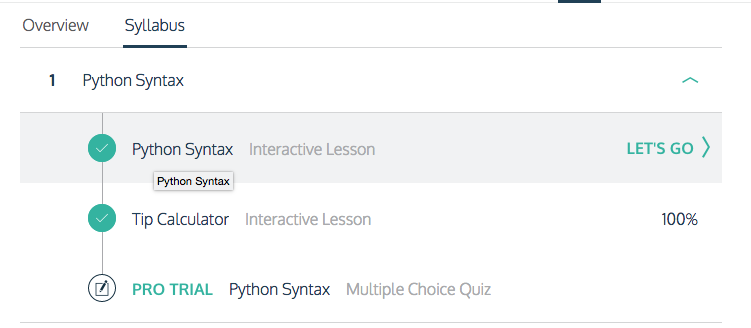 Overview Syllabus
1 Python Syntax
Python Syntax Interactive Lesson LET'S GO
Python Syntax
Tip Calculator Interactive Lesson 100%
PRO TRIAL Python Syntax Multiple Choice Quiz